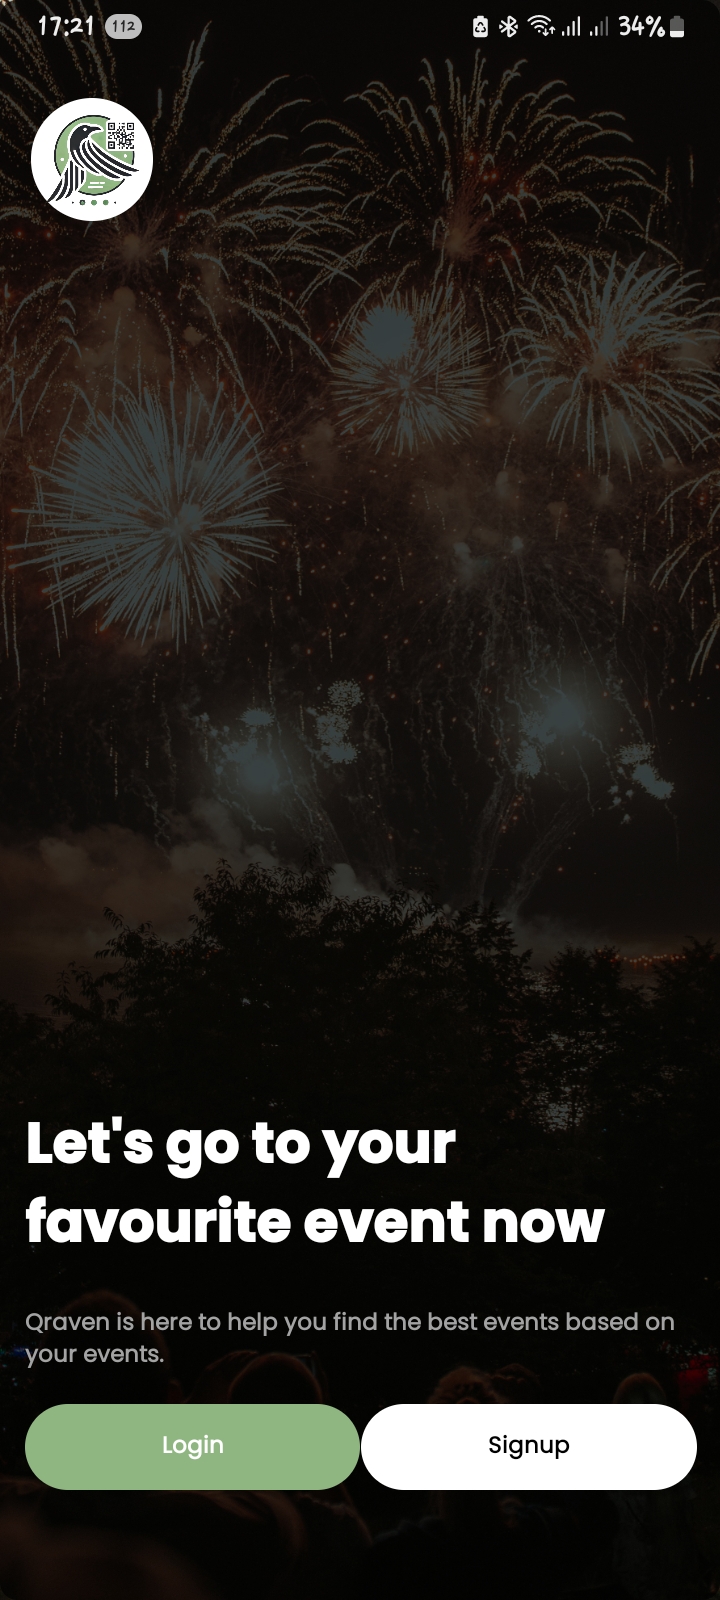 17:21 112 34%
Let's go to your
favourite event now
Qraven is here to help you find the best events based on
your events.
Login Signup